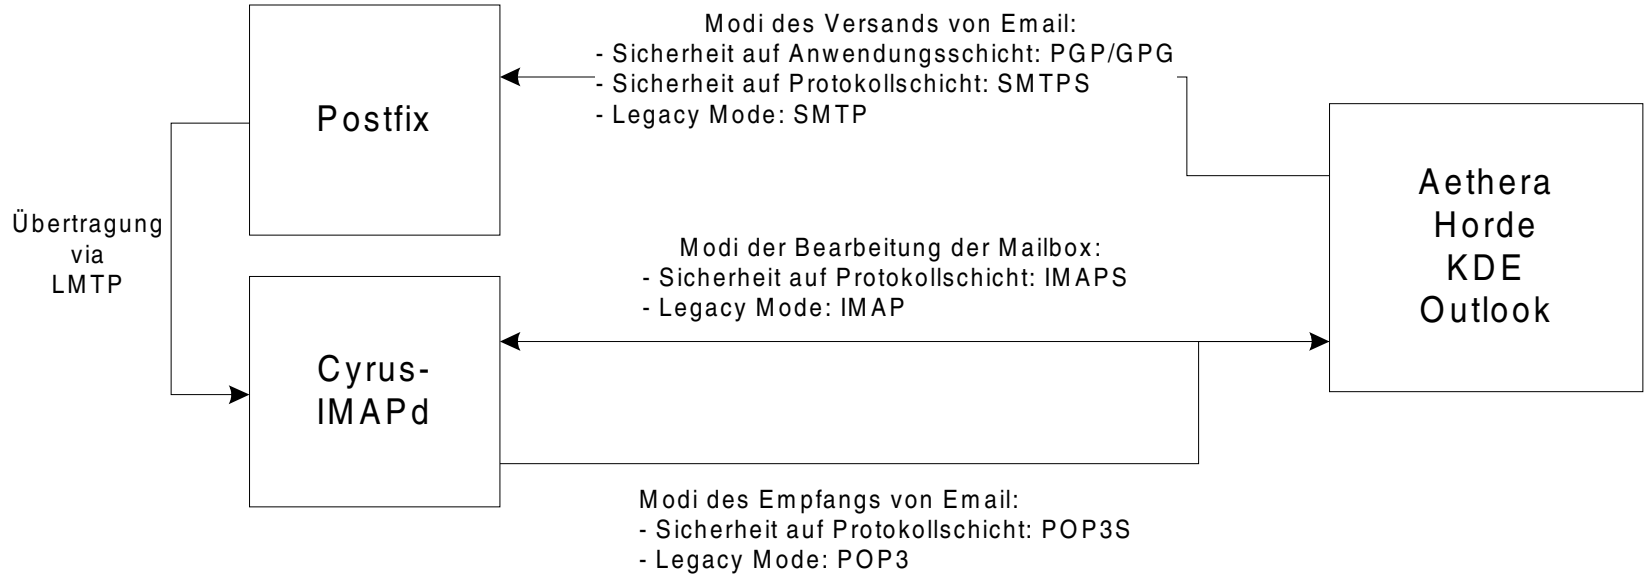 Modi des Versands von Email:
- Sicherheit auf Anwendungsschicht: PGP/GPG
- Sicherheit auf Protokollschicht: SMTPS
- Legacy Mode: SMTP
Postfix
Aethera
Horde
KDE
Outlook
Übertragung
via
LMTP
Modi der Bearbeitung der Mailbox:
- Sicherheit auf Protokollschicht: IMAPS
- Legacy Mode: IMAP
Cyrus-
IMAPd
Modi des Empfangs von Email:
- Sicherheit auf Protokollschicht: POP3S
- Legacy Mode: POP3